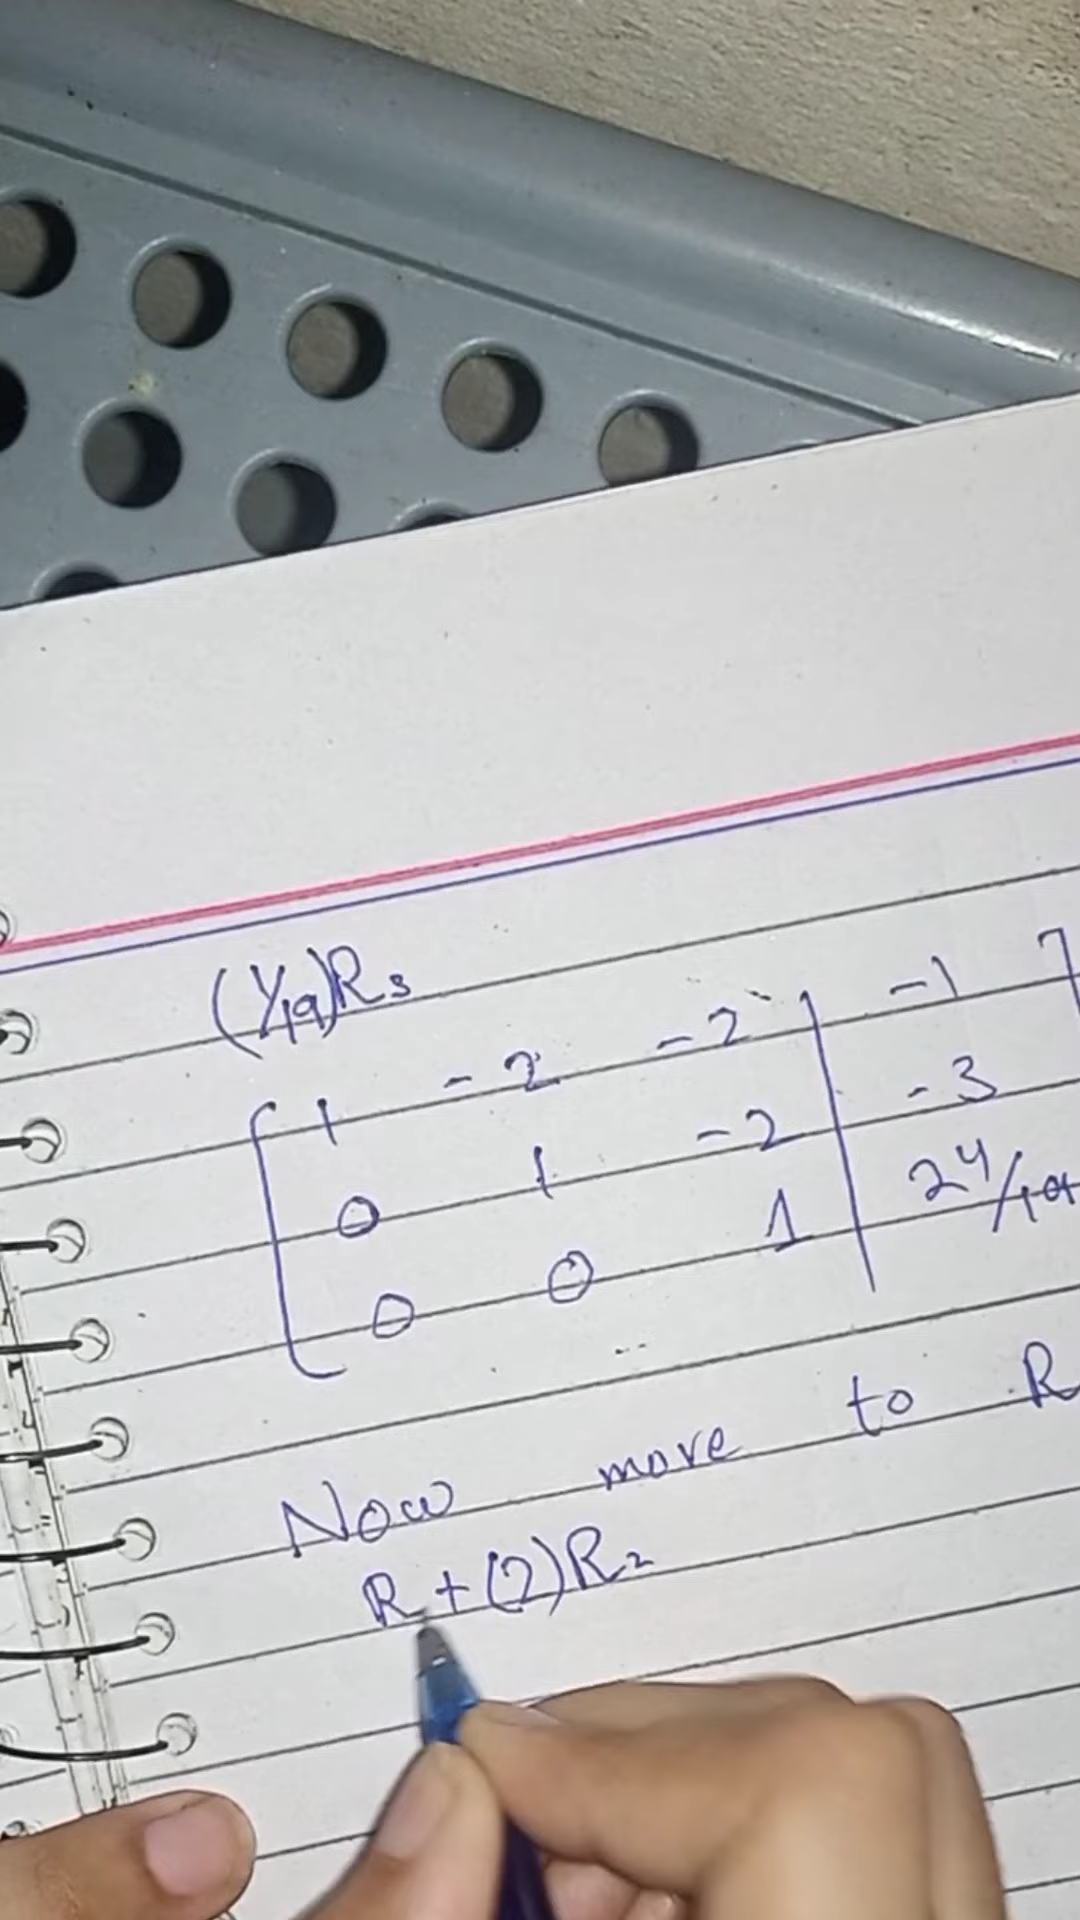 (1/19)R3
1 -2 -2 | -1
0 1 -2 | -3
0 0 1 | 24/19
Now move to R
R+(2)R2